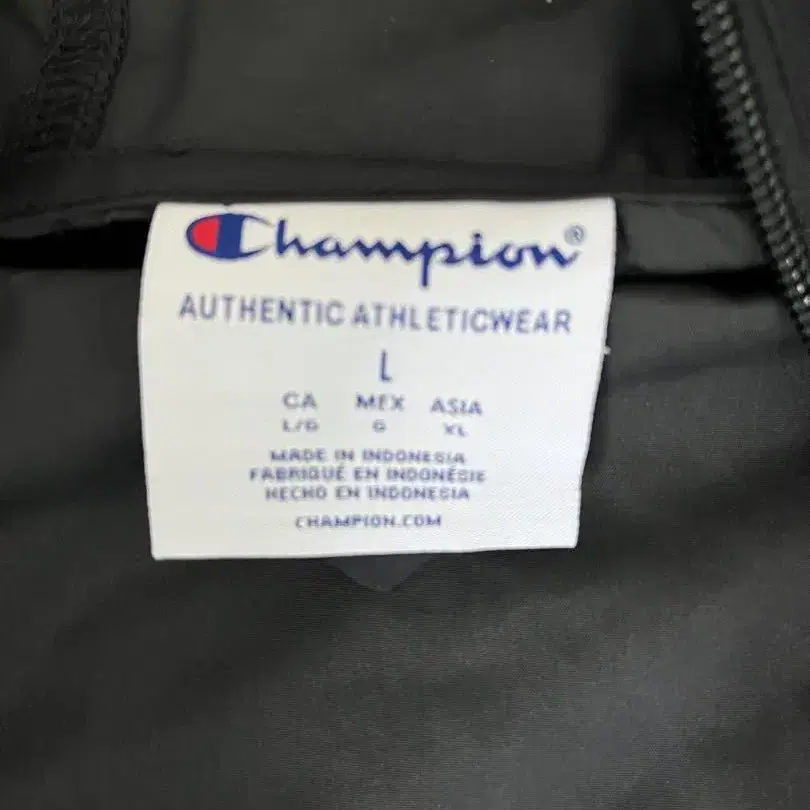 Champion®
AUTHENTIC ATHLETICWEAR
L
CA MEX ASIA
L/G G XL
MADE IN INDONESIA
FABRIQUÉ EN INDONÉSIE
HECHO EN INDONESIA
CHAMPION.COM